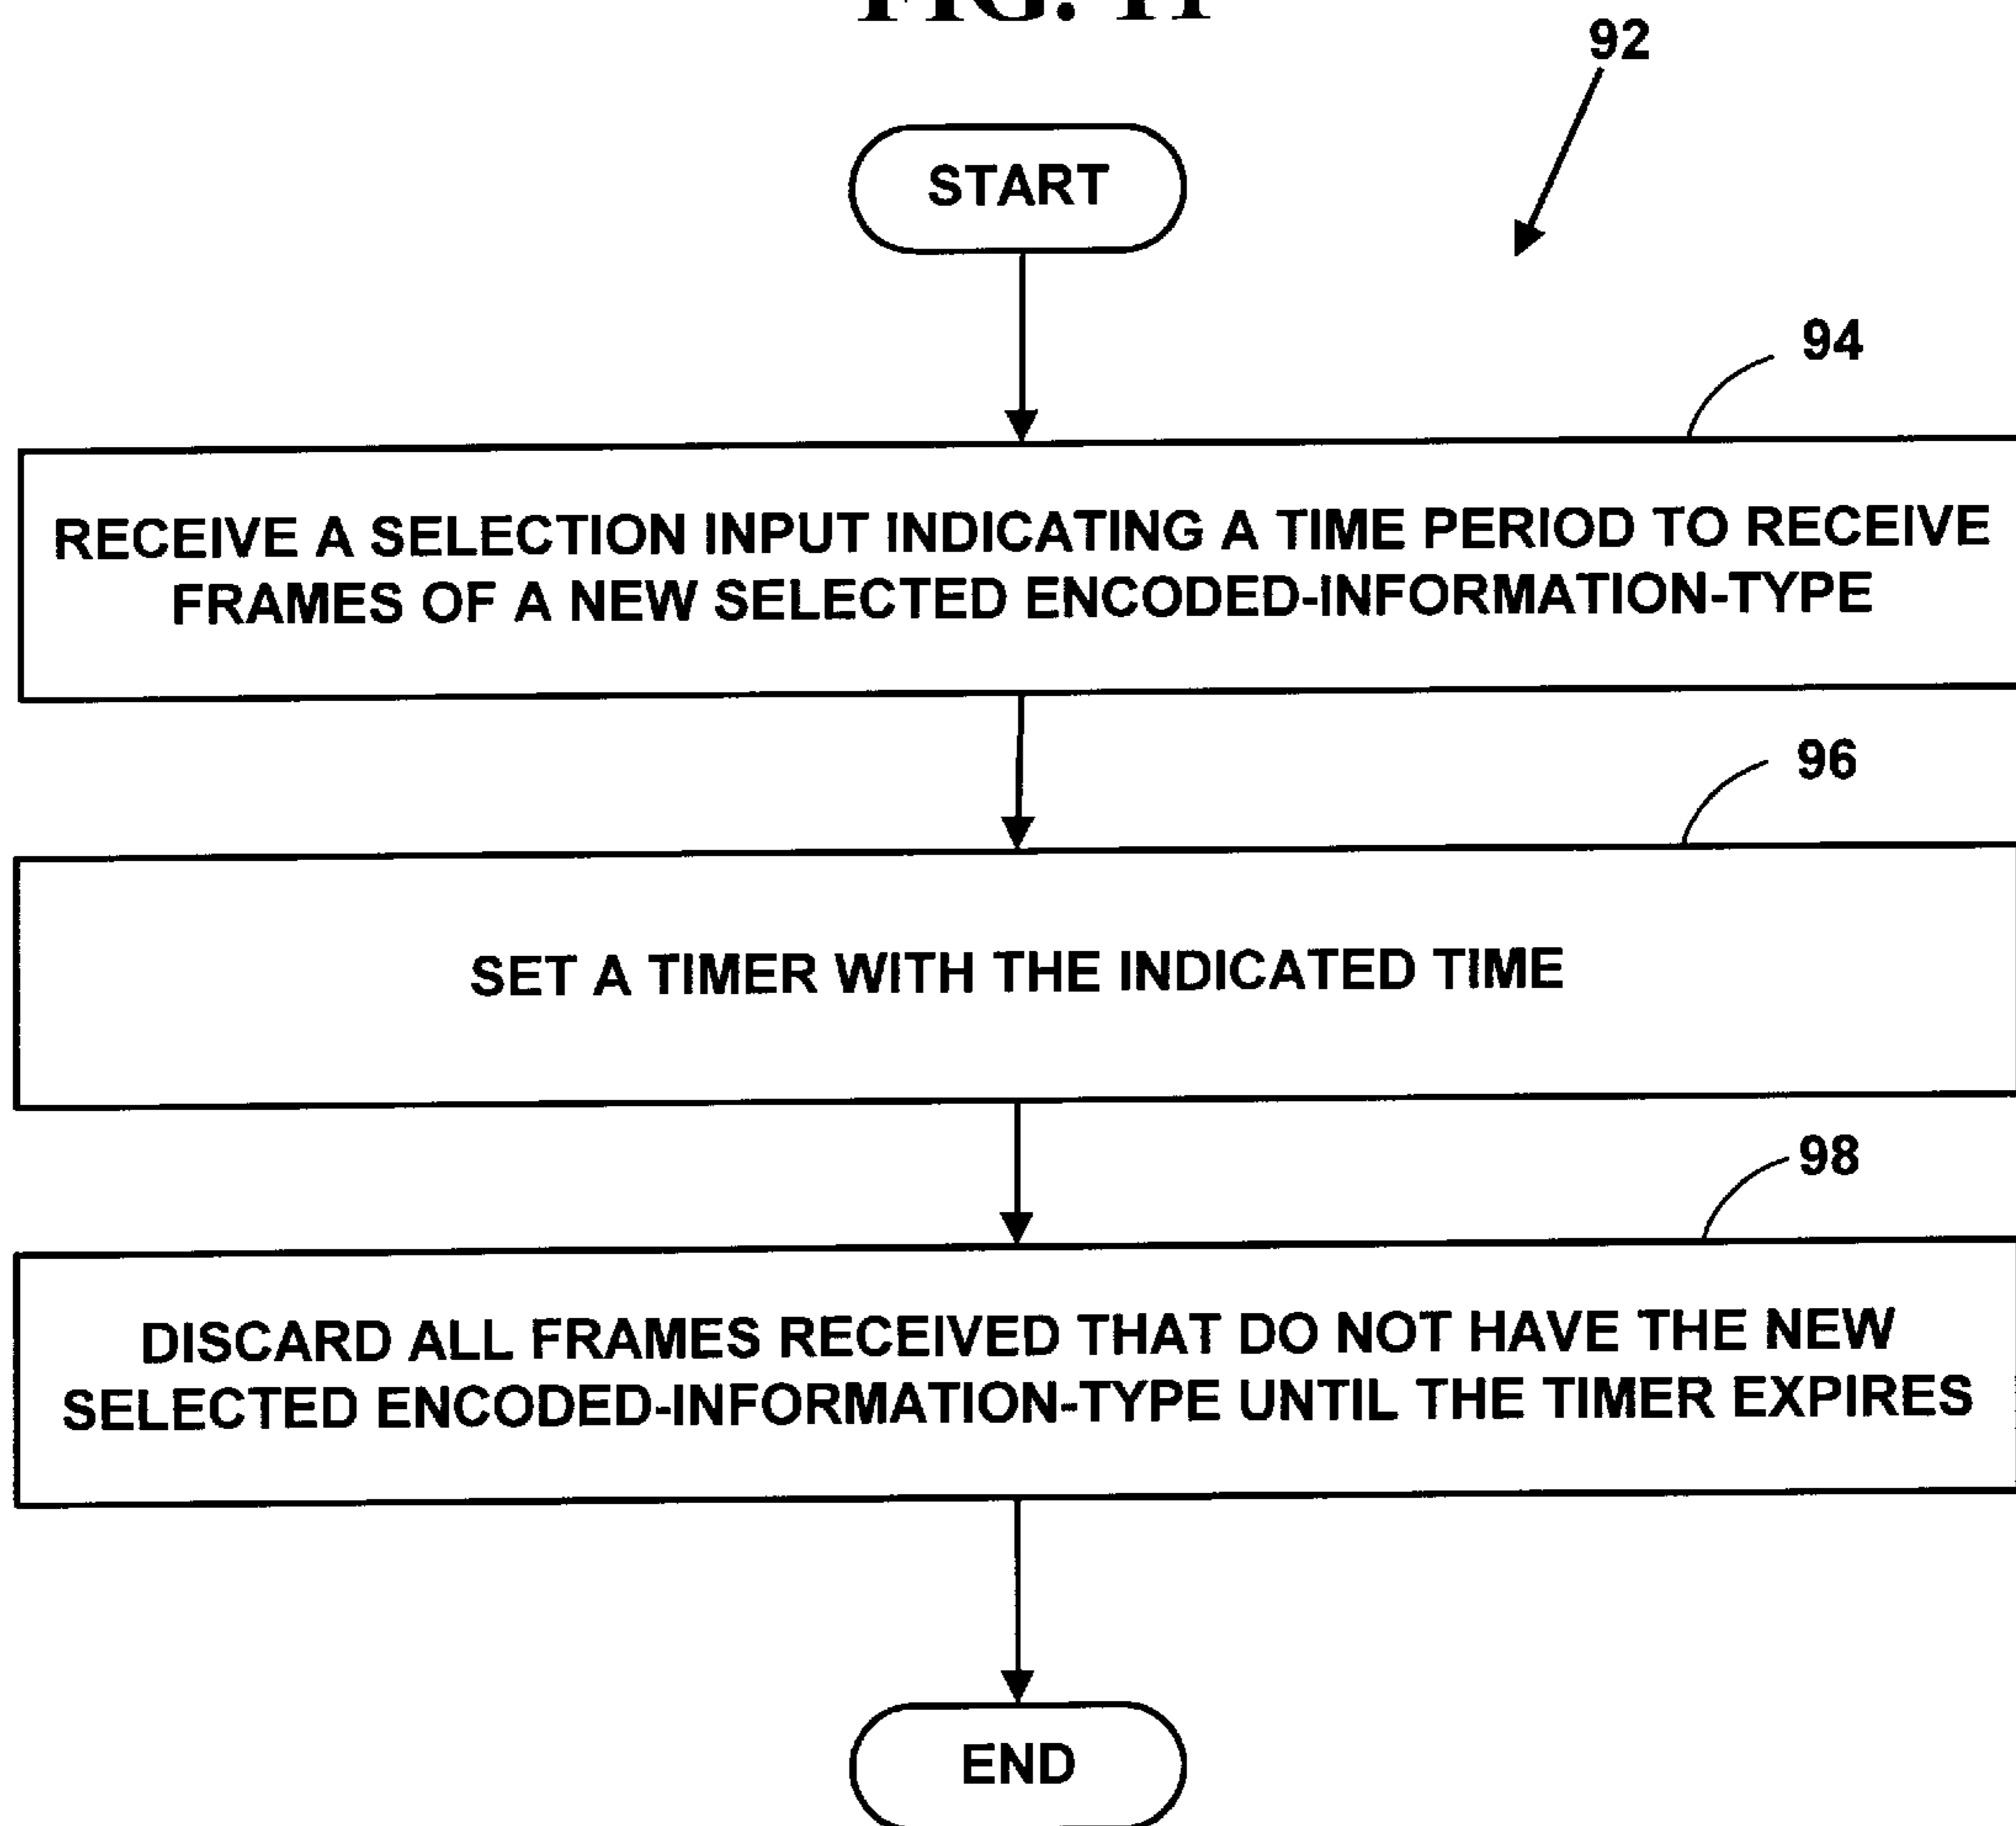 FIG. 11
92
START
94
RECEIVE A SELECTION INPUT INDICATING A TIME PERIOD TO RECEIVE
FRAMES OF A NEW SELECTED ENCODED-INFORMATION-TYPE
96
SET A TIMER WITH THE INDICATED TIME
98
DISCARD ALL FRAMES RECEIVED THAT DO NOT HAVE THE NEW
SELECTED ENCODED-INFORMATION-TYPE UNTIL THE TIMER EXPIRES
END